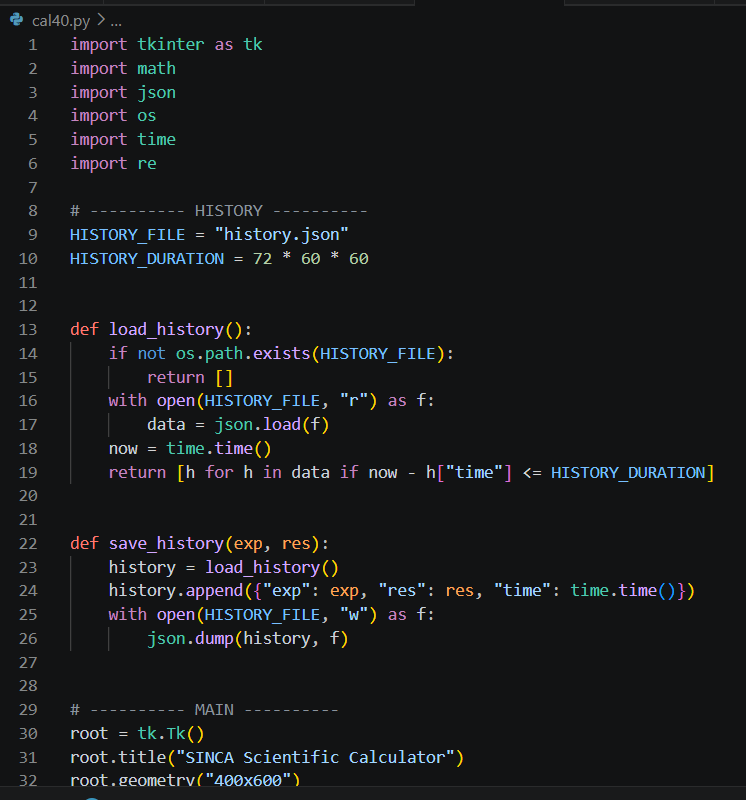 cal40.py > ...
1 import tkinter as tk
2 import math
3 import json
4 import os
5 import time
6 import re
7
8 # ---------- HISTORY ----------
9 HISTORY_FILE = "history.json"
10 HISTORY_DURATION = 72 * 60 * 60
11
12
13 def load_history():
14     if not os.path.exists(HISTORY_FILE):
15         return []
16     with open(HISTORY_FILE, "r") as f:
17         data = json.load(f)
18     now = time.time()
19     return [h for h in data if now - h["time"] <= HISTORY_DURATION]
20
21
22 def save_history(exp, res):
23     history = load_history()
24     history.append({"exp": exp, "res": res, "time": time.time()})
25     with open(HISTORY_FILE, "w") as f:
26         json.dump(history, f)
27
28
29 # ---------- MAIN ----------
30 root = tk.Tk()
31 root.title("SINCA Scientific Calculator")
32 root.geometry("400x600")